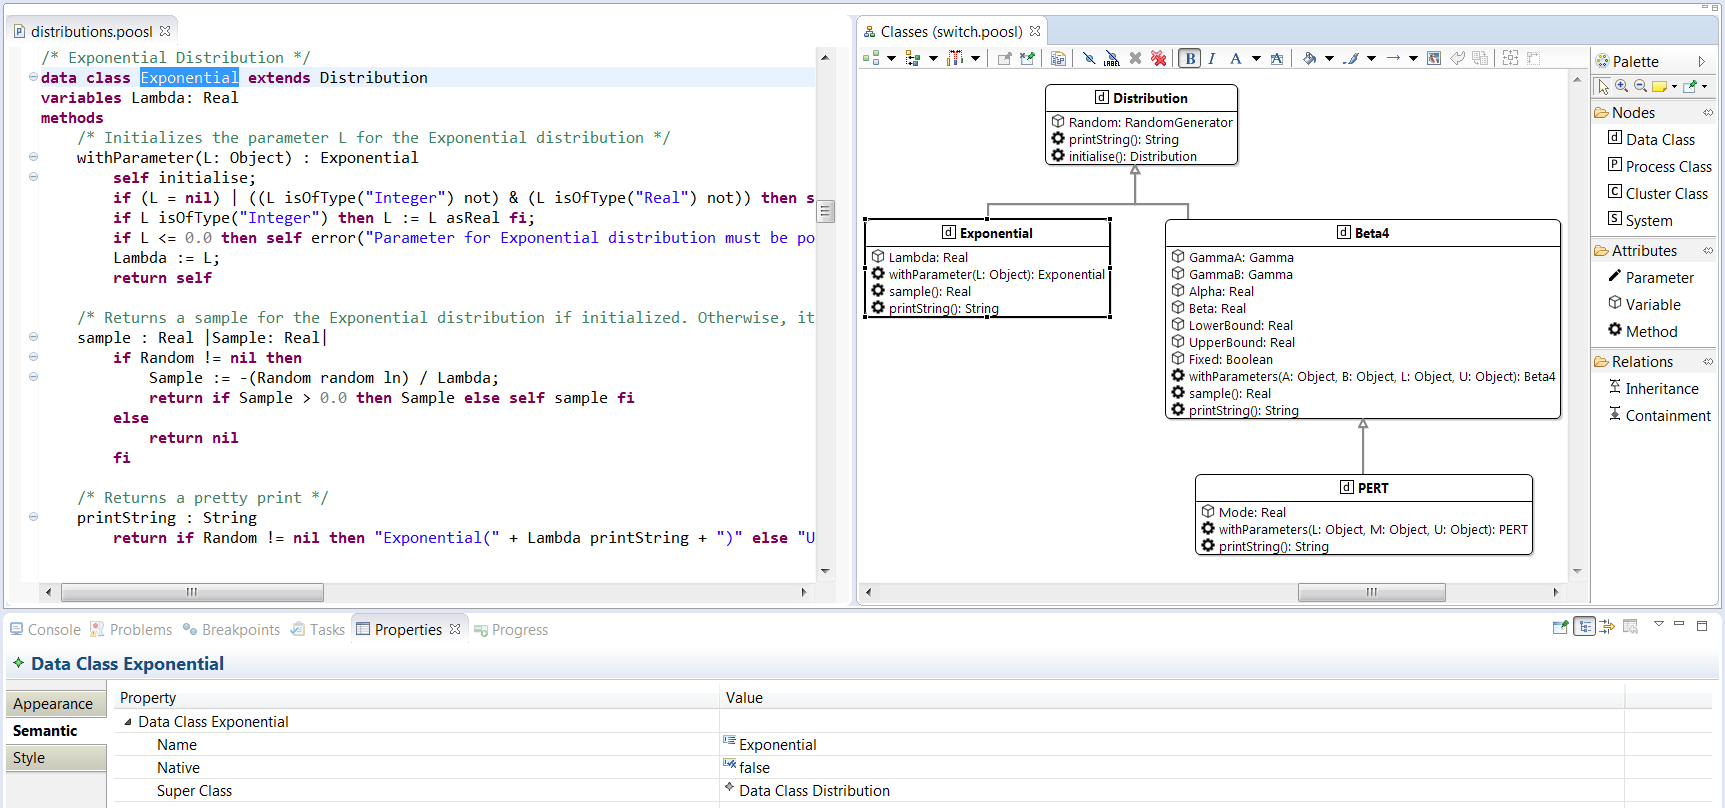 distributions.poosl
/* Exponential Distribution */
data class Exponential extends Distribution
variables Lambda: Real
methods
/* Initializes the parameter L for the Exponential distribution */
withParameter(L: Object) : Exponential
self initialise;
if (L = nil) | ((L isOfType("Integer") not) & (L isOfType("Real") not)) then s
if L isOfType("Integer") then L := L asReal fi;
if L <= 0.0 then self error("Parameter for Exponential distribution must be po
Lambda := L;
return self
/* Returns a sample for the Exponential distribution if initialized. Otherwise, it
sample : Real |Sample: Real|
if Random != nil then
Sample := -(Random random ln) / Lambda;
return if Sample > 0.0 then Sample else self sample fi
else
return nil
fi
/* Returns a pretty print */
printString : String
return if Random != nil then "Exponential(" + Lambda printString + ")" else "U
Classes (switch.poosl)
LABEL
B I A A
d Distribution
Random: RandomGenerator
printString(): String
initialise(): Distribution
d Exponential
Lambda: Real
withParameter(L: Object): Exponential
sample(): Real
printString(): String
d Beta4
GammaA: Gamma
GammaB: Gamma
Alpha: Real
Beta: Real
LowerBound: Real
UpperBound: Real
Fixed: Boolean
withParameters(A: Object, B: Object, L: Object, U: Object): Beta4
sample(): Real
printString(): String
d PERT
Mode: Real
withParameters(L: Object, M: Object, U: Object): PERT
printString(): String
Palette
Nodes
d Data Class
P Process Class
C Cluster Class
S System
Attributes
Parameter
Variable
Method
Relations
Inheritance
Containment
Console Problems Breakpoints Tasks Properties Progress
Data Class Exponential
Appearance
Semantic
Style
Property Value
Data Class Exponential
Name Exponential
Native false
Super Class Data Class Distribution